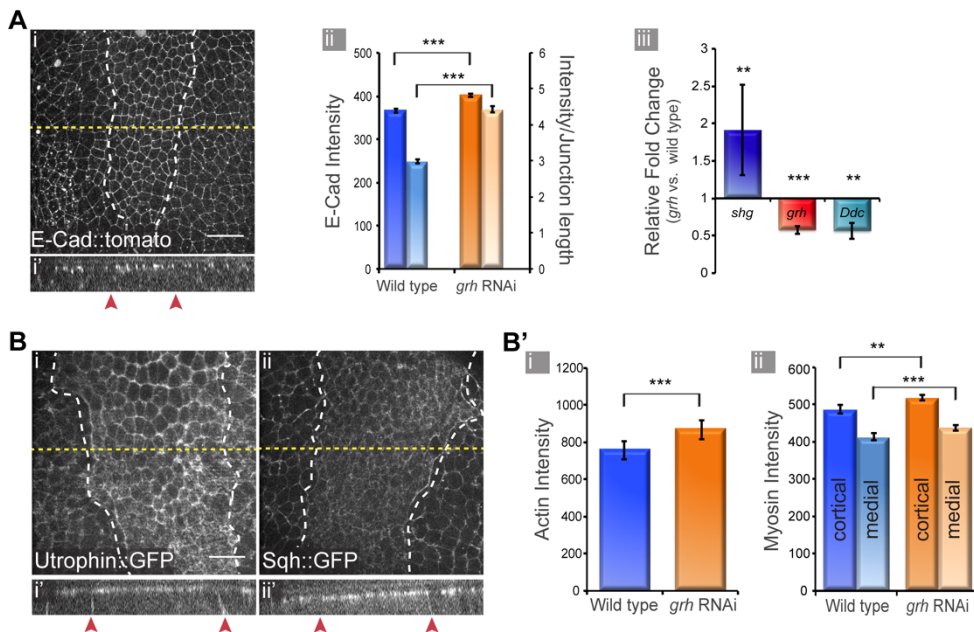 A
i
E-Cad::tomato
i'
ii
500
400
300
200
100
0
E-Cad Intensity
6
5
4
3
2
1
0
Intensity/Junction length
***
***
Wild type
grh RNAi
iii
3
2.5
2
1.5
1
0.5
0
Relative Fold Change
(grh vs. wild type)
**
***
**
shg
grh
Ddc
B
i
Utrophin::GFP
i'
ii
Sqh::GFP
ii'
B'
i
1200
1000
800
600
400
200
0
Actin Intensity
***
Wild type
grh RNAi
ii
600
500
400
300
200
100
0
Myosin Intensity
**
***
cortical
medial
cortical
medial
Wild type
grh RNAi